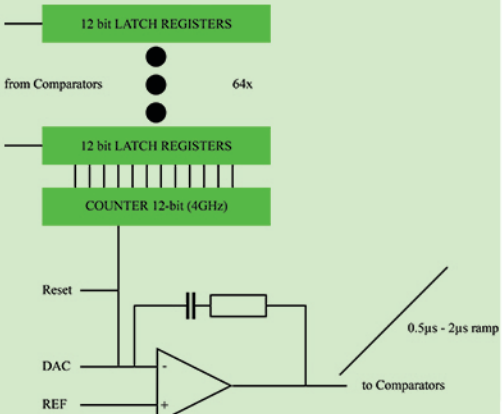 12 bit LATCH REGISTERS
from Comparators
64x
12 bit LATCH REGISTERS
COUNTER 12-bit (4GHz)
Reset
0.5µs - 2µs ramp
DAC
-
to Comparators
REF
+